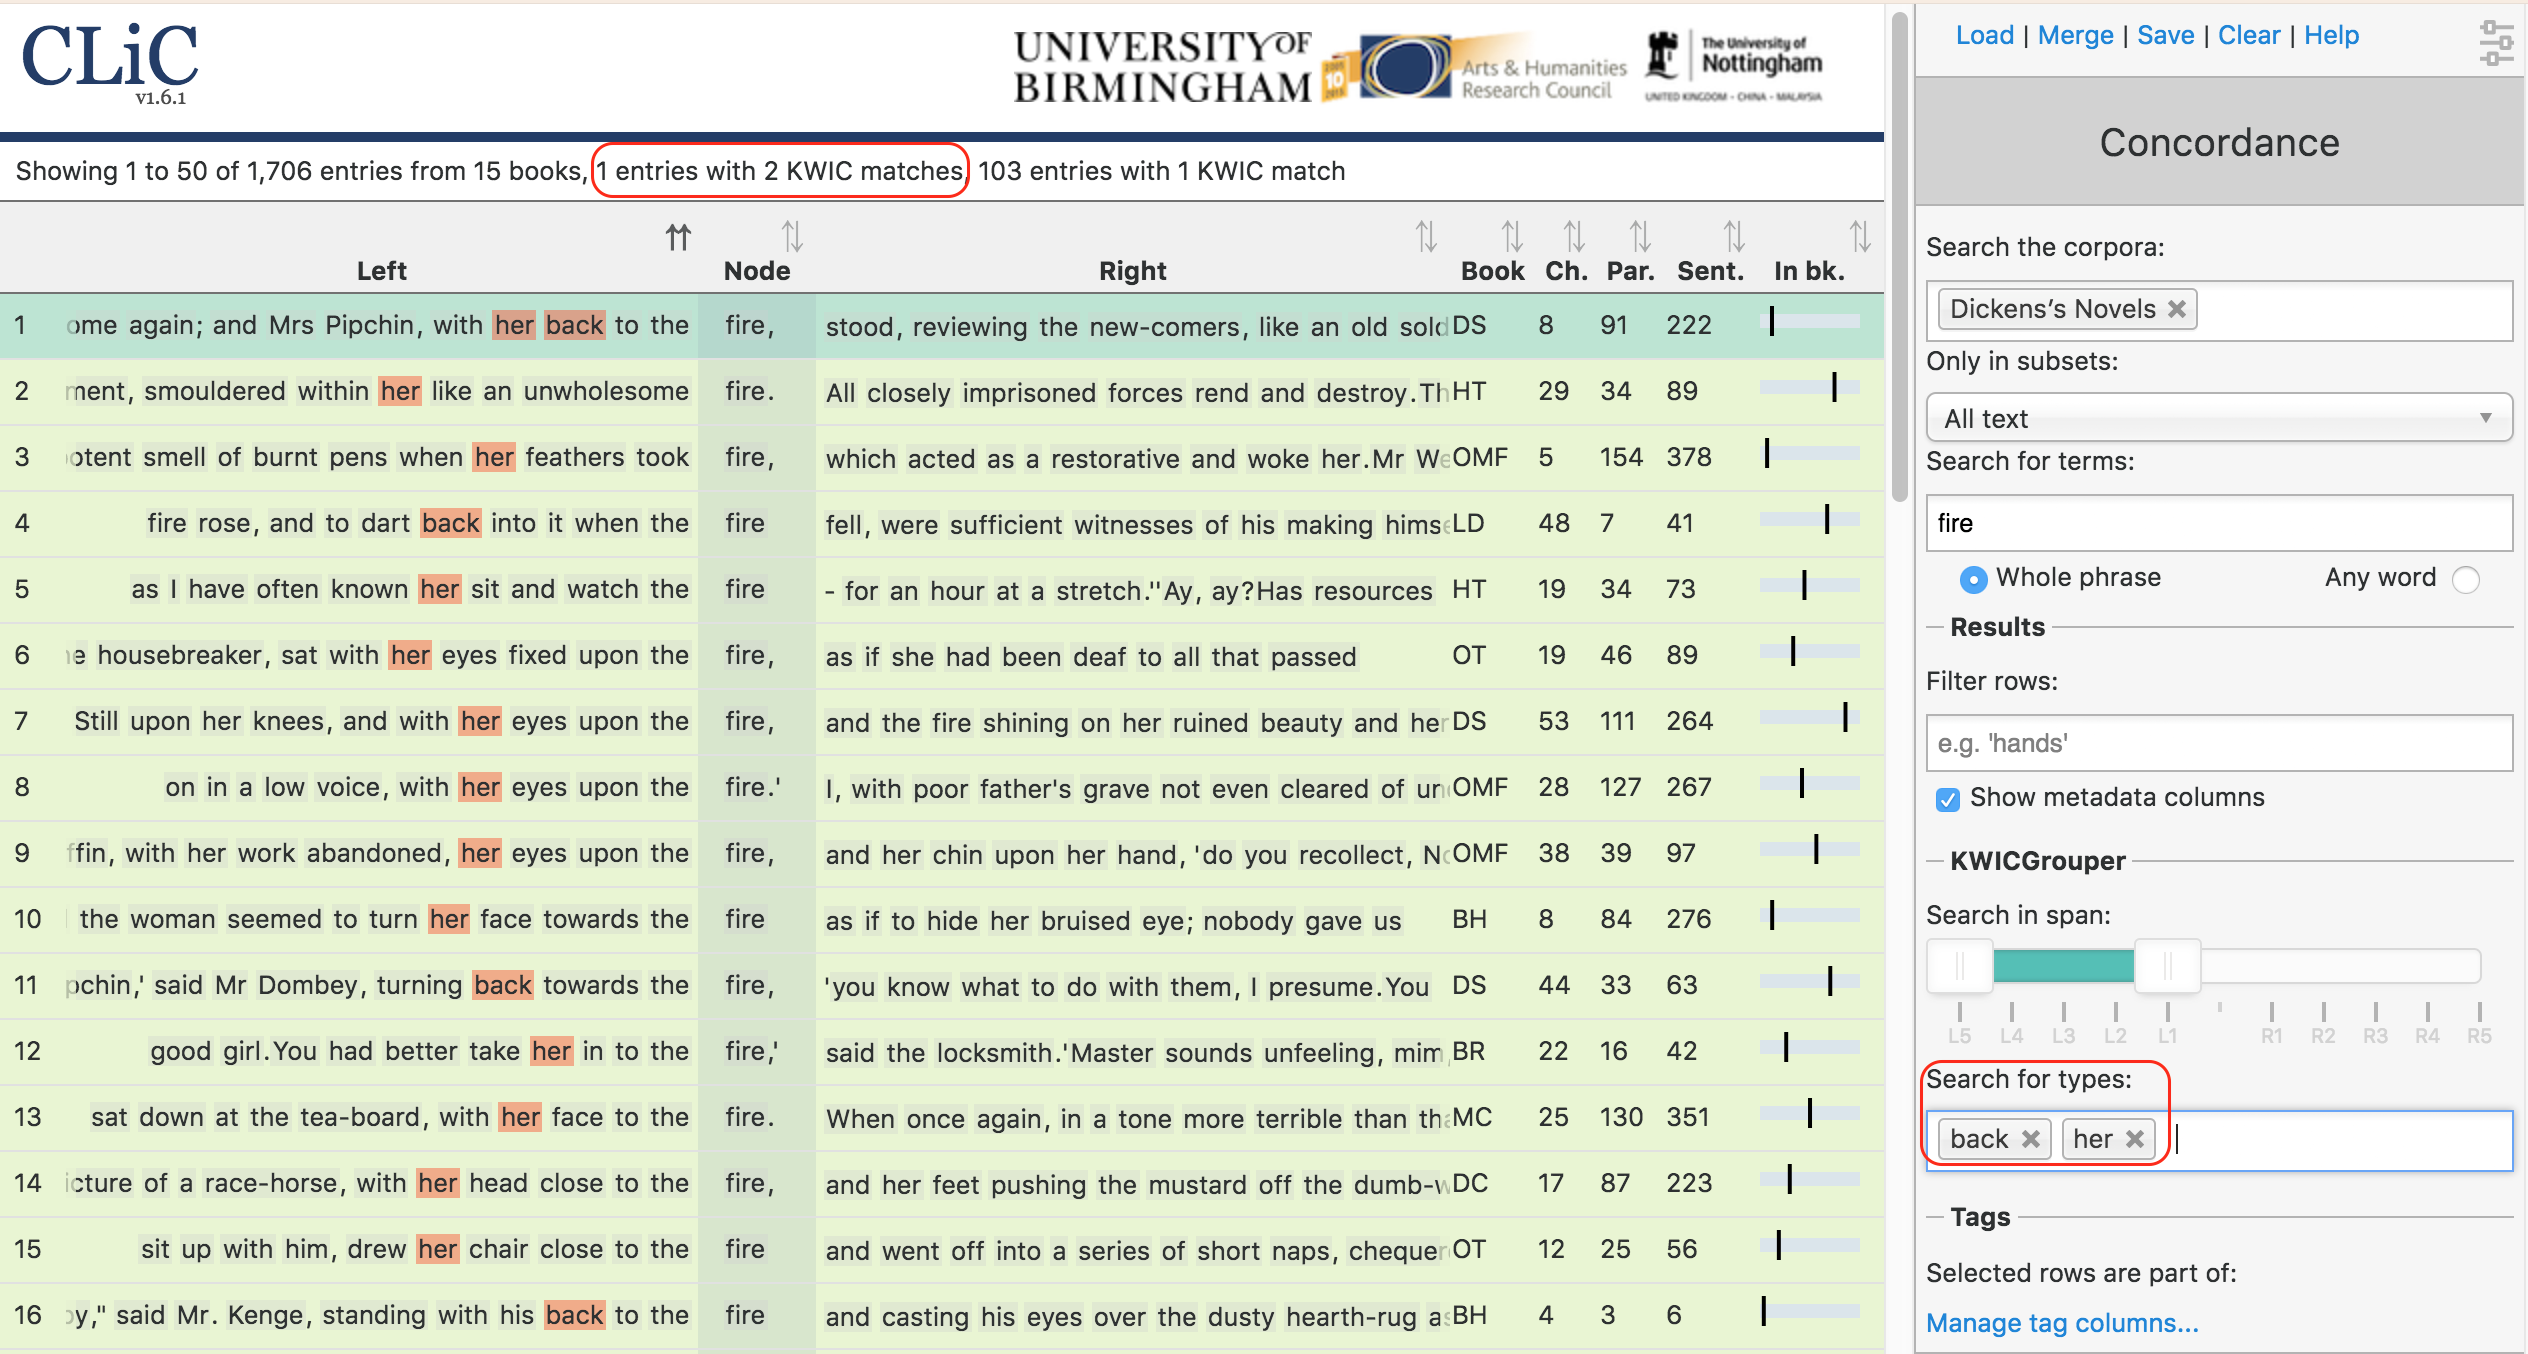 CLiC
v1.6.1
UNIVERSITY OF
BIRMINGHAM
2005
10
2015
Arts & Humanities
Research Council
The University of
Nottingham
UNITED KINGDOM · CHINA · MALAYSIA
Load | Merge | Save | Clear | Help
Showing 1 to 50 of 1,706 entries from 15 books, 1 entries with 2 KWIC matches, 103 entries with 1 KWIC match
Left Node Right Book Ch. Par. Sent. In bk.
1 ome again; and Mrs Pipchin, with her back to the fire, stood, reviewing the new-comers, like an old sold DS 8 91 222
2 ment, smouldered within her like an unwholesome fire. All closely imprisoned forces rend and destroy.Th HT 29 34 89
3 otent smell of burnt pens when her feathers took fire, which acted as a restorative and woke her.Mr We OMF 5 154 378
4 fire rose, and to dart back into it when the fire fell, were sufficient witnesses of his making himse LD 48 7 41
5 as I have often known her sit and watch the fire - for an hour at a stretch.''Ay, ay?Has resources HT 19 34 73
6 e housebreaker, sat with her eyes fixed upon the fire, as if she had been deaf to all that passed OT 19 46 89
7 Still upon her knees, and with her eyes upon the fire, and the fire shining on her ruined beauty and her DS 53 111 264
8 on in a low voice, with her eyes upon the fire.' I, with poor father's grave not even cleared of un OMF 28 127 267
9 ffin, with her work abandoned, her eyes upon the fire, and her chin upon her hand, 'do you recollect, No OMF 38 39 97
10 the woman seemed to turn her face towards the fire as if to hide her bruised eye; nobody gave us BH 8 84 276
11 pchin,' said Mr Dombey, turning back towards the fire, 'you know what to do with them, I presume.You DS 44 33 63
12 good girl.You had better take her in to the fire,' said the locksmith.'Master sounds unfeeling, mim, BR 22 16 42
13 sat down at the tea-board, with her face to the fire. When once again, in a tone more terrible than tha MC 25 130 351
14 icture of a race-horse, with her head close to the fire, and her feet pushing the mustard off the dumb-w DC 17 87 223
15 sit up with him, drew her chair close to the fire and went off into a series of short naps, chequer OT 12 25 56
16 oy," said Mr. Kenge, standing with his back to the fire and casting his eyes over the dusty hearth-rug as BH 4 3 6
Concordance
Search the corpora:
Dickens's Novels
Only in subsets:
All text
Search for terms:
fire
Whole phrase Any word
Results
Filter rows:
e.g. 'hands'
Show metadata columns
KWICGrouper
Search in span:
L5 L4 L3 L2 L1 R1 R2 R3 R4 R5
Search for types:
back her
Tags
Selected rows are part of:
Manage tag columns...